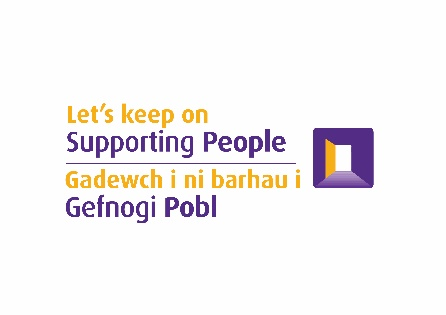 Let's keep on
Supporting People
Gadewch i ni barhau i
Gefnogi Pobl